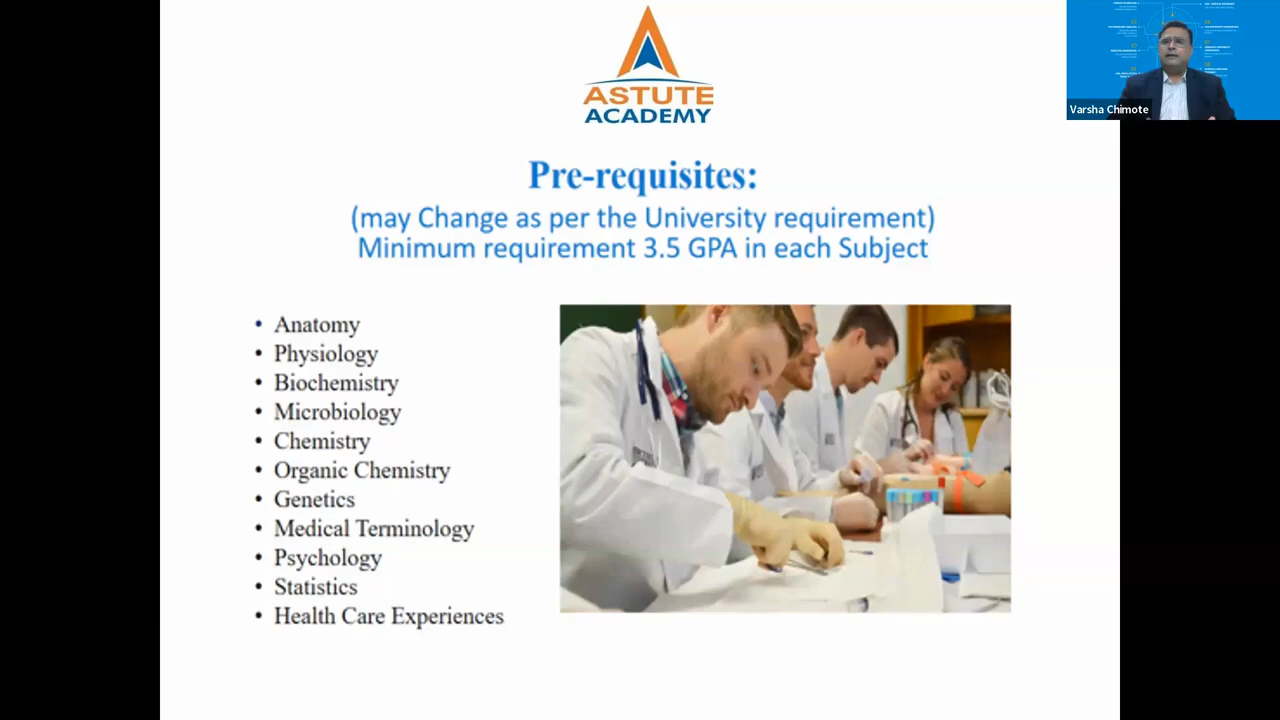 ASTUTE
ACADEMY
Varsha Chimote
Pre-requisites:
(may Change as per the University requirement)
Minimum requirement 3.5 GPA in each Subject
• Anatomy
• Physiology
• Biochemistry
• Microbiology
• Chemistry
• Organic Chemistry
• Genetics
• Medical Terminology
• Psychology
• Statistics
• Health Care Experiences